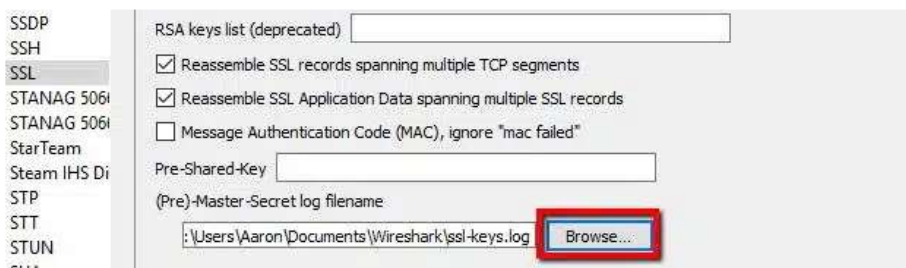 SSDP
SSH
SSL
STANAG 506
STANAG 506
StarTeam
Steam IHS Di
STP
STT
STUN
RSA keys list (deprecated)
Reassemble SSL records spanning multiple TCP segments
Reassemble SSL Application Data spanning multiple SSL records
Message Authentication Code (MAC), ignore "mac failed"
Pre-Shared-Key
(Pre)-Master-Secret log filename
:\Users\Aaron\Documents\Wireshark\ssl-keys.log Browse...